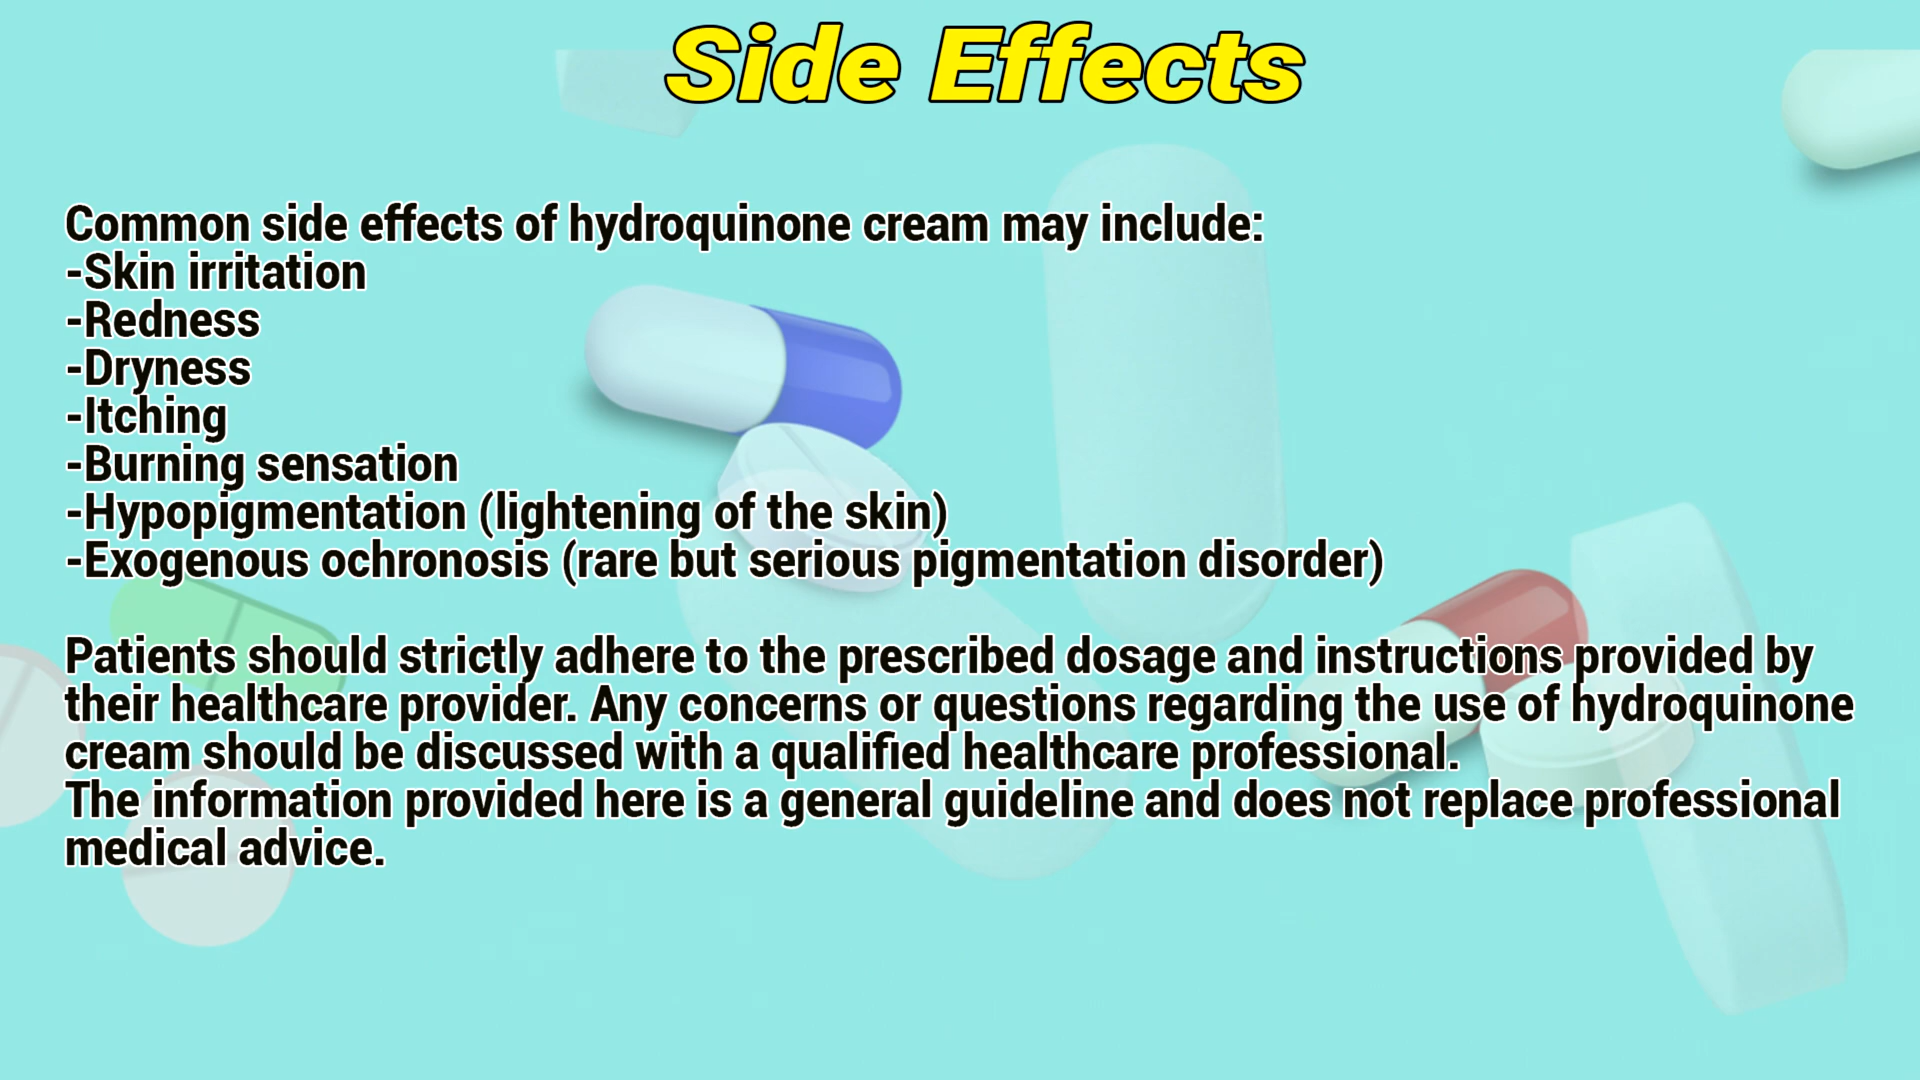 Side Effects
Common side effects of hydroquinone cream may include:
-Skin irritation
-Redness
-Dryness
-Itching
-Burning sensation
-Hypopigmentation (lightening of the skin)
-Exogenous ochronosis (rare but serious pigmentation disorder)
Patients should strictly adhere to the prescribed dosage and instructions provided by
their healthcare provider. Any concerns or questions regarding the use of hydroquinone
cream should be discussed with a qualified healthcare professional.
The information provided here is a general guideline and does not replace professional
medical advice.